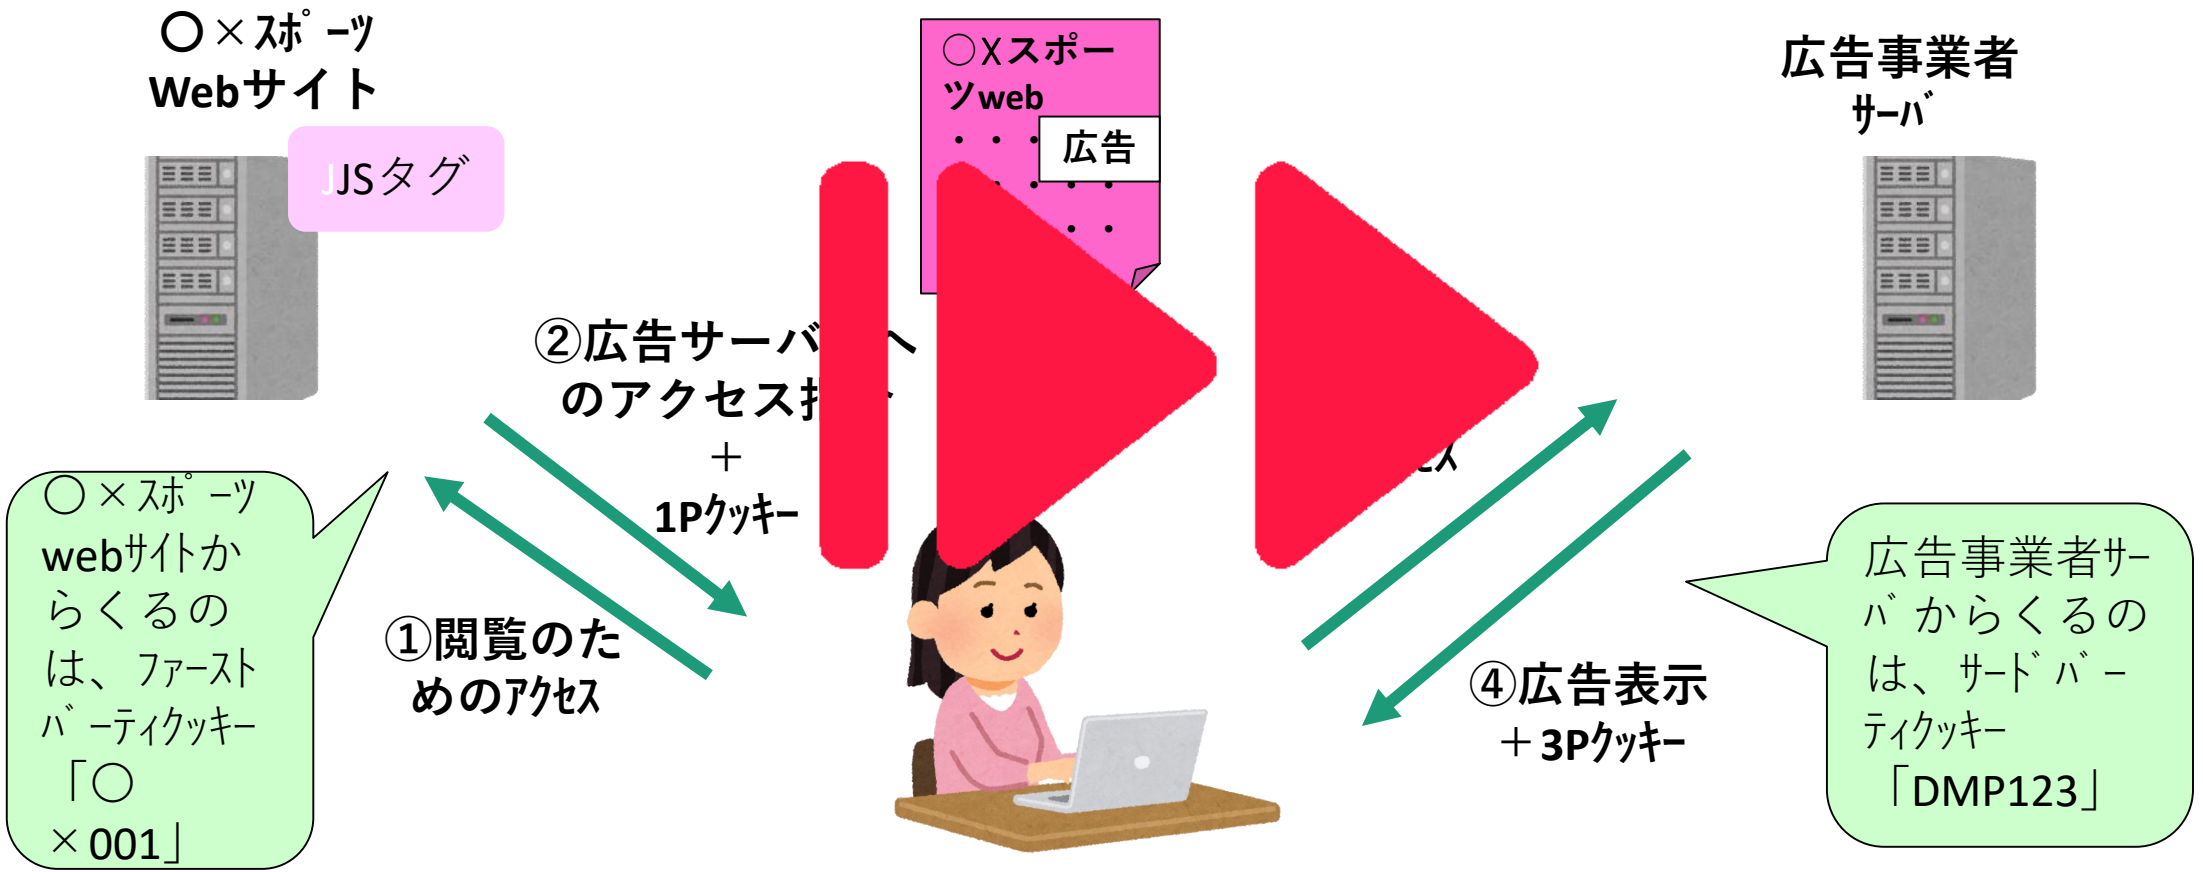 〇×ｽﾎﾟｰﾂ
Webサイト
JJSタグ
〇Xスポー
ツweb
・・・
広告
・・・・
・・
広告事業者
ｻｰﾊﾞ
②広告サーバ へ
のアクセス
＋
1Pｸｯｷｰ
①閲覧のた
めのｱｸｾｽ
④広告表示
＋3Pｸｯｷｰ
〇×ｽﾎﾟｰﾂ
webｻｲﾄか
らくるの
は、ﾌｧｰｽﾄ
ﾊﾟｰﾃｨｸｯｷｰ
「〇
×001」
広告事業者ｻｰ
ﾊﾞからくるの
は、ｻｰﾄﾞﾊﾟｰ
ﾃｨｸｯｷｰ
「DMP123」